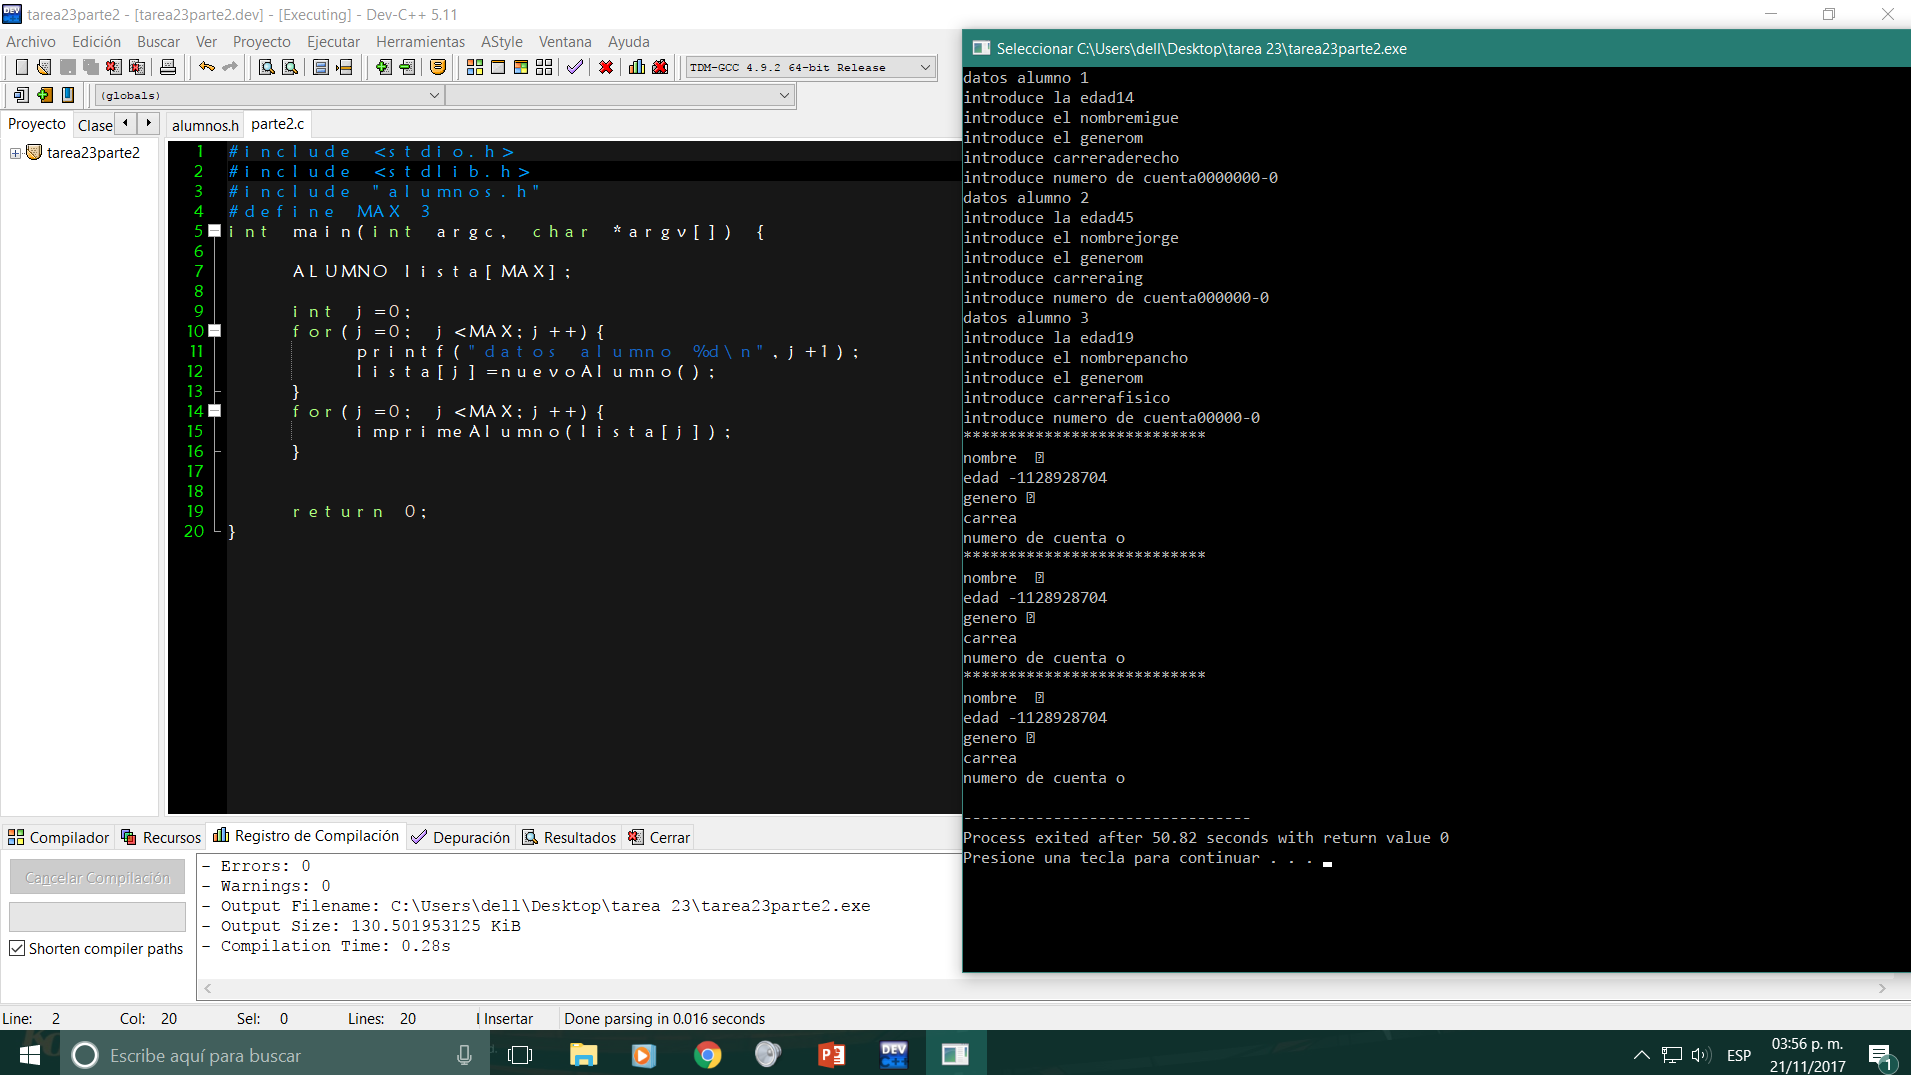 tarea23parte2 - [tarea23parte2.dev] - [Executing] - Dev-C++ 5.11
Archivo Edición Buscar Ver Proyecto Ejecutar Herramientas AStyle Ventana Ayuda
TDM-GCC 4.9.2 64-bit Release
(globals)
Proyecto Clase alumnos.h parte2.c
tarea23parte2
1 #include <stdio.h>
2 #include <stdlib.h>
3 #include "alumnos.h"
4 #define MAX 3
5 int main(int argc, char *argv[]) {
6
7 ALUMNO lista[MAX];
8
9 int j=0;
10 for(j=0; j<MAX;j++){
11 printf("datos alumno %d\n",j+1);
12 lista[j]=nuevoAlumno();
13 }
14 for(j=0; j<MAX;j++){
15 imprimeAlumno(lista[j]);
16 }
17
18
19 return 0;
20 }
Seleccionar C:\Users\dell\Desktop\tarea 23\tarea23parte2.exe
datos alumno 1
introduce la edad14
introduce el nombremigue
introduce el generom
introduce carreraderecho
introduce numero de cuenta0000000-0
datos alumno 2
introduce la edad45
introduce el nombrejorge
introduce el generom
introduce carreraing
introduce numero de cuenta000000-0
datos alumno 3
introduce la edad19
introduce el nombrepancho
introduce el generom
introduce carrerafisico
introduce numero de cuenta00000-0
***************************
nombre
edad -1128928704
genero
carrea
numero de cuenta o
***************************
nombre
edad -1128928704
genero
carrea
numero de cuenta o
***************************
nombre
edad -1128928704
genero
carrea
numero de cuenta o
--------------------------------
Process exited after 50.82 seconds with return value 0
Presione una tecla para continuar . . .
Compilador Recursos Registro de Compilación Depuración Resultados Cerrar
Cancelar Compilación
Shorten compiler paths
- Errors: 0
- Warnings: 0
- Output Filename: C:\Users\dell\Desktop\tarea 23\tarea23parte2.exe
- Output Size: 130.501953125 KiB
- Compilation Time: 0.28s
Line: 2 Col: 20 Sel: 0 Lines: 20 Insertar Done parsing in 0.016 seconds
Escribe aquí para buscar
ESP
03:56 p. m.
21/11/2017
1